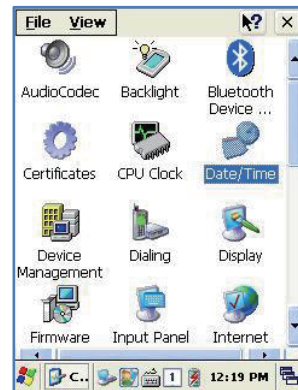 File View
AudioCodec Backlight Bluetooth
Device ...
Certificates CPU Clock Date/Time
Device Dialing Display
Management
Firmware Input Panel Internet
C.. 1 12:19 PM